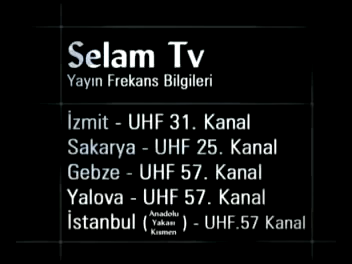 Selam Tv
Yayın Frekans Bilgileri
İzmit - UHF 31. Kanal
Sakarya - UHF 25. Kanal
Gebze - UHF 57. Kanal
Yalova - UHF 57. Kanal
İstanbul (Anadolu Yakası Kısmen) - UHF.57 Kanal